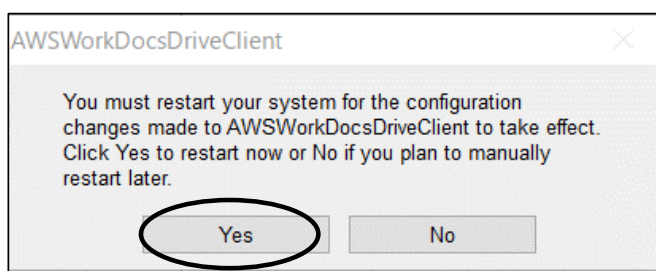 AWSWorkDocsDriveClient
You must restart your system for the configuration
changes made to AWSWorkDocsDriveClient to take effect.
Click Yes to restart now or No if you plan to manually
restart later.
Yes No